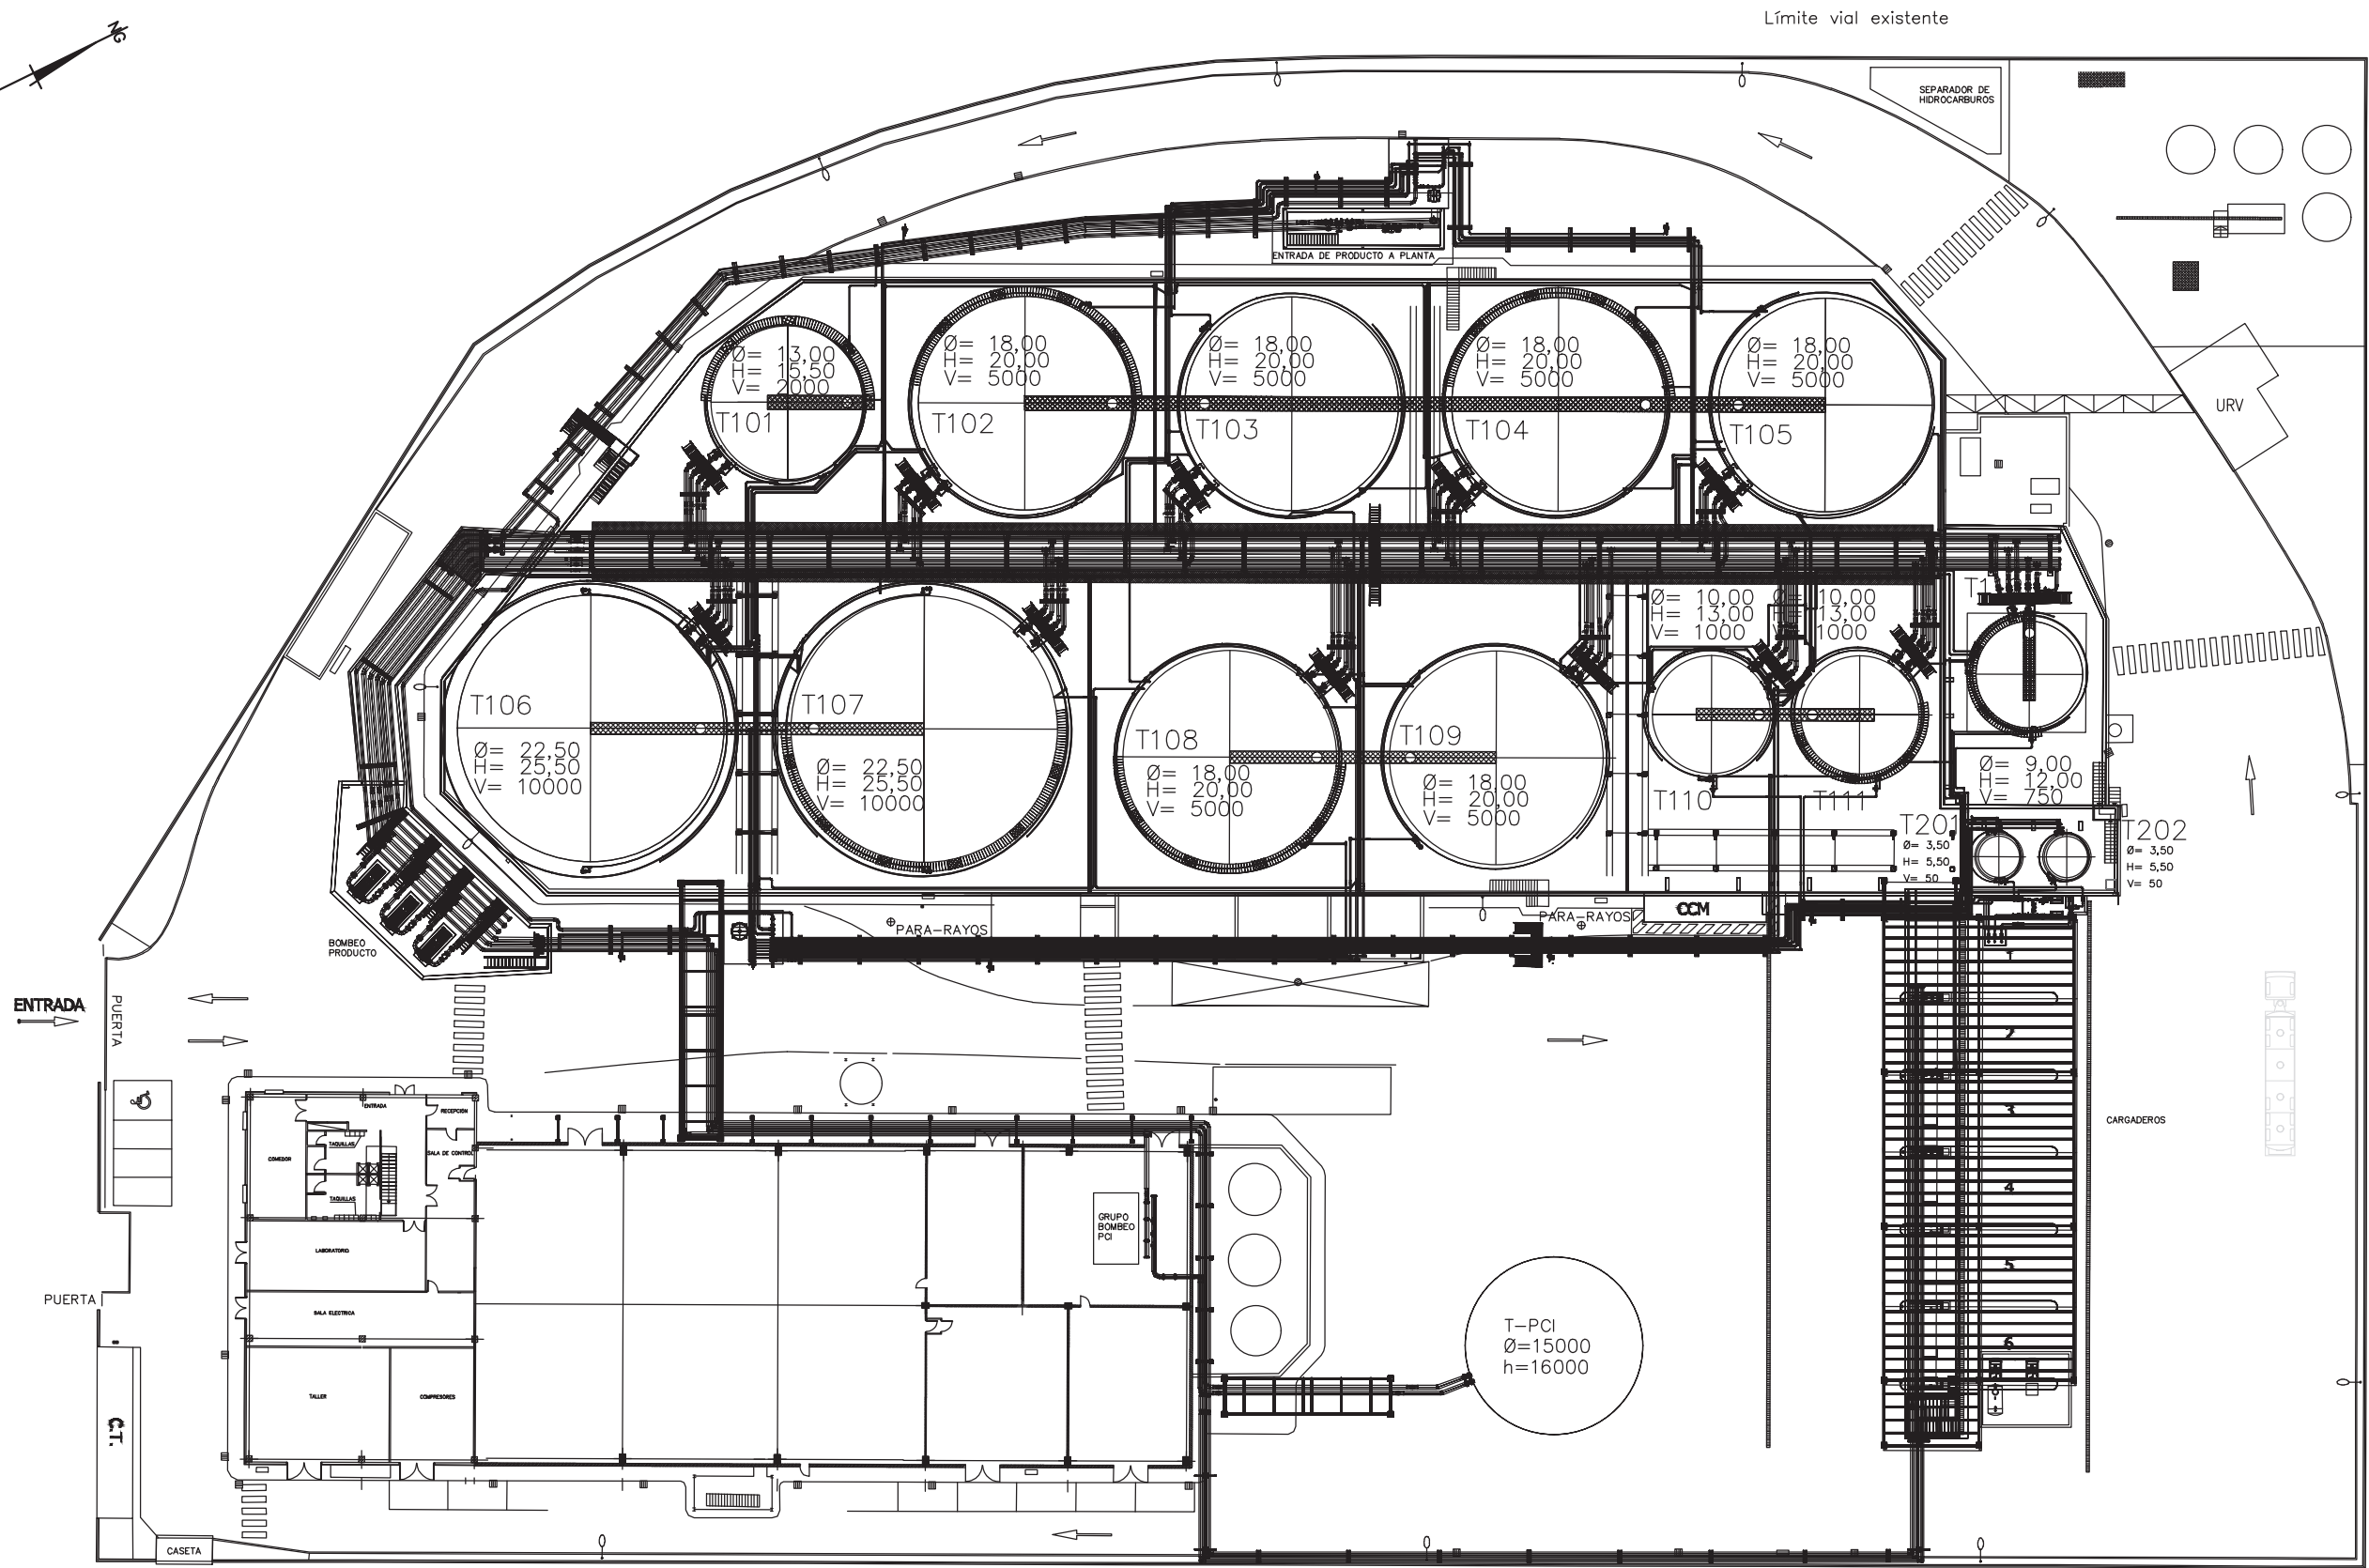 Límite vial existente
NG
SEPARADOR DE
HIDROCARBUROS
ENTRADA DE PRODUCTO A PLANTA
Ø= 13,00
H= 15,50
V= 2000
T101
Ø= 18,00
H= 20,00
V= 5000
T102
Ø= 18,00
H= 20,00
V= 5000
T103
Ø= 18,00
H= 20,00
V= 5000
T104
Ø= 18,00
H= 20,00
V= 5000
T105
URV
T106
Ø= 22,50
H= 25,50
V= 10000
T107
Ø= 22,50
H= 25,50
V= 10000
T108
Ø= 18,00
H= 20,00
V= 5000
T109
Ø= 18,00
H= 20,00
V= 5000
Ø= 10,00
H= 13,00
V= 1000
T110
Ø= 10,00
H= 13,00
V= 1000
T111
Ø= 9,00
H= 12,00
V= 750
T201
Ø= 3,50
H= 5,50
V= 50
T202
Ø= 3,50
H= 5,50
V= 50
BOMBEO
PRODUCTO
PARA-RAYOS
PARA-RAYOS
CCM
ENTRADA
PUERTA
1
2
3
4
5
6
CARGADEROS
ENTRADA
RECEPCIÓN
TAQUILLAS
COMEDOR
SALA DE CONTROL
TAQUILLAS
LABORATORIO
SALA ELECTRICA
TALLER
COMPRESORES
GRUPO
BOMBEO
PCI
PUERTA
T-PCI
Ø=15000
h=16000
C.T.
CASETA